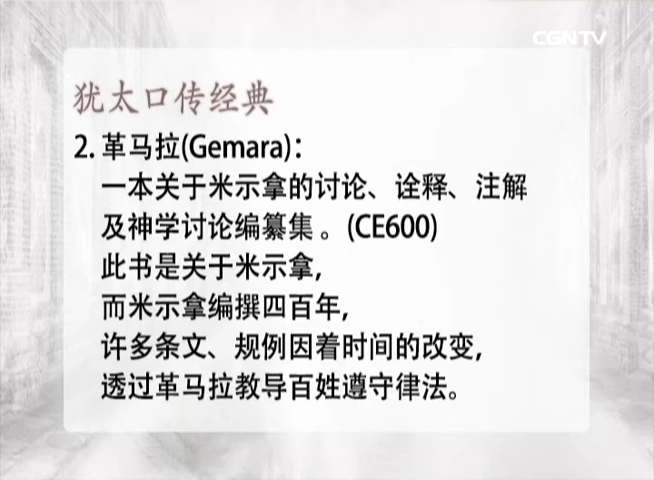 CGNTV
犹太口传经典
2. 革马拉(Gemara)：
一本关于米示拿的讨论、诠释、注解
及神学讨论编纂集。(CE600)
此书是关于米示拿,
而米示拿编撰四百年,
许多条文、规例因着时间的改变,
透过革马拉教导百姓遵守律法。